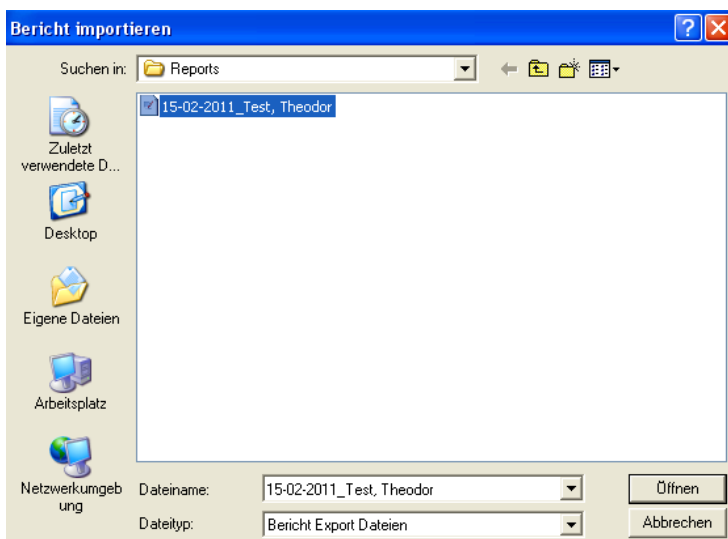 Bericht importieren
Suchen in:
Reports
15-02-2011_Test, Theodor
Zuletzt
verwendete D...
Desktop
Eigene Dateien
Arbeitsplatz
Netzwerkumgeb
ung
Dateiname:
15-02-2011_Test, Theodor
Öffnen
Dateityp:
Bericht Export Dateien
Abbrechen